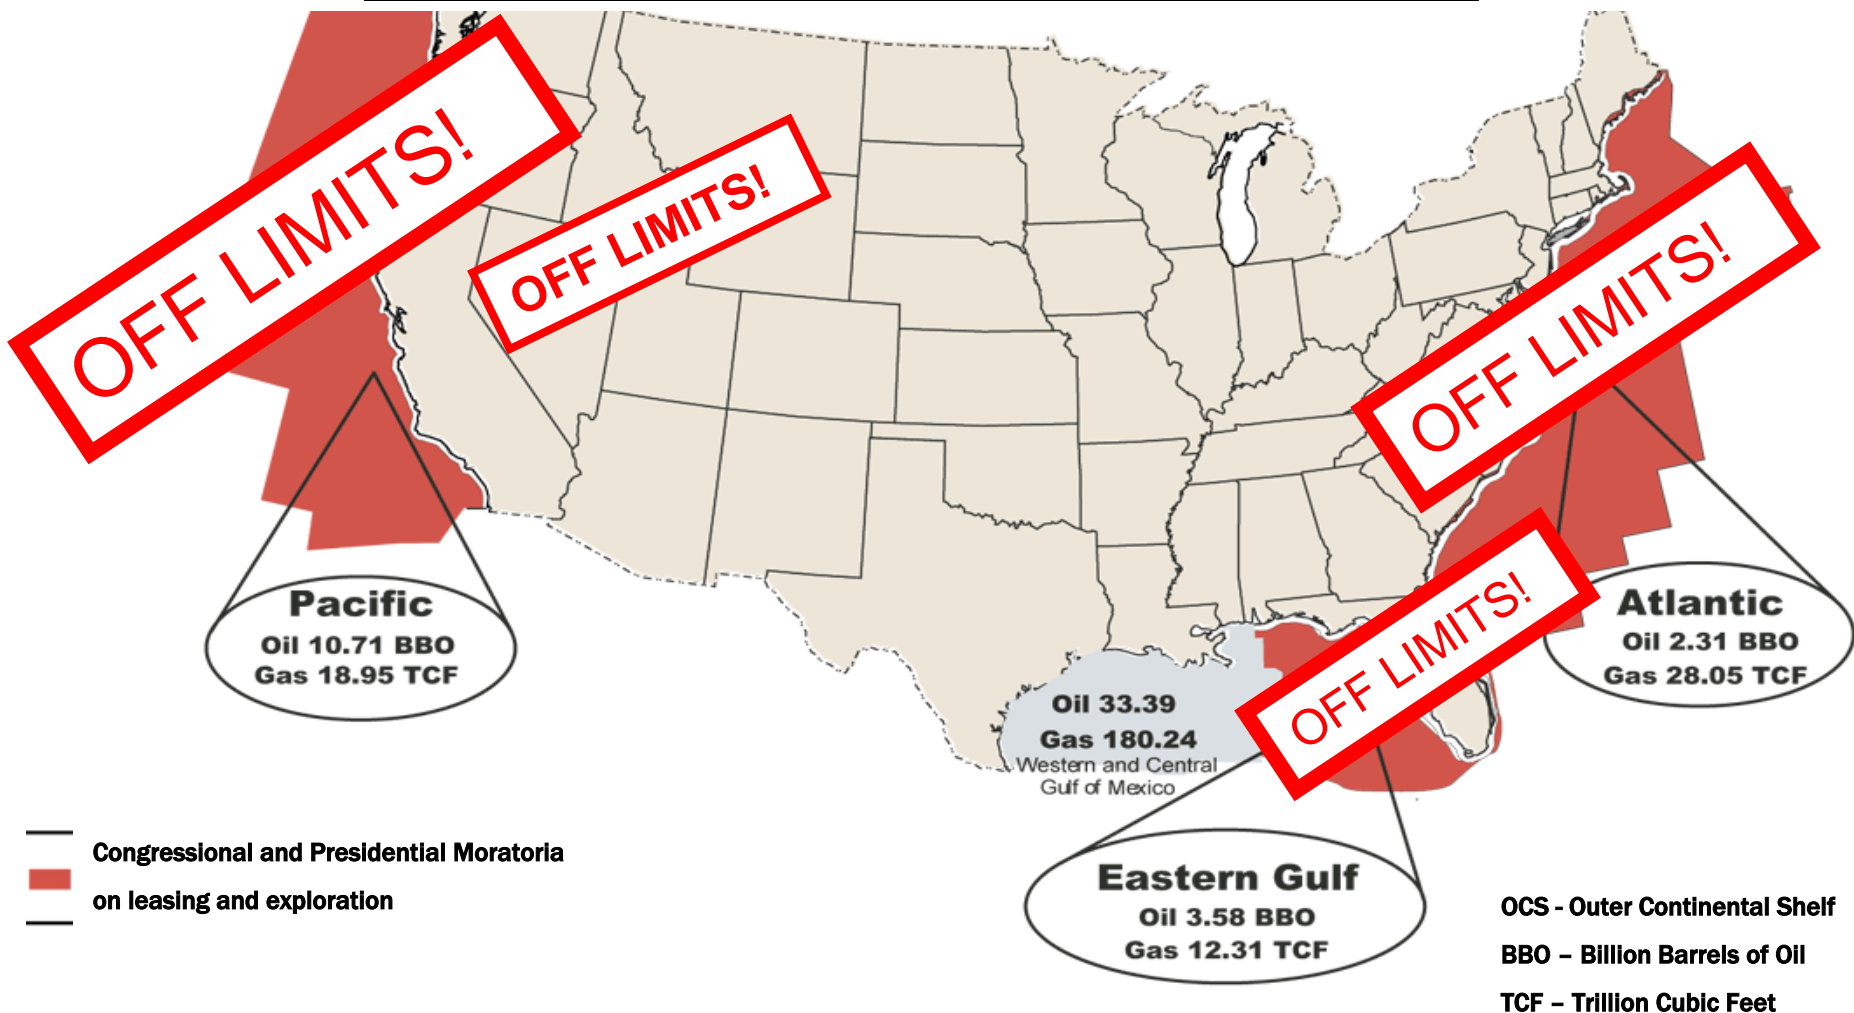 OFF LIMITS!
OFF LIMITS!
OFF LIMITS!
OFF LIMITS!
Pacific
Oil 10.71 BBO
Gas 18.95 TCF
Atlantic
Oil 2.31 BBO
Gas 28.05 TCF
Oil 33.39
Gas 180.24
Western and Central
Gulf of Mexico
Eastern Gulf
Oil 3.58 BBO
Gas 12.31 TCF
Congressional and Presidential Moratoria
on leasing and exploration
OCS - Outer Continental Shelf
BBO – Billion Barrels of Oil
TCF – Trillion Cubic Feet